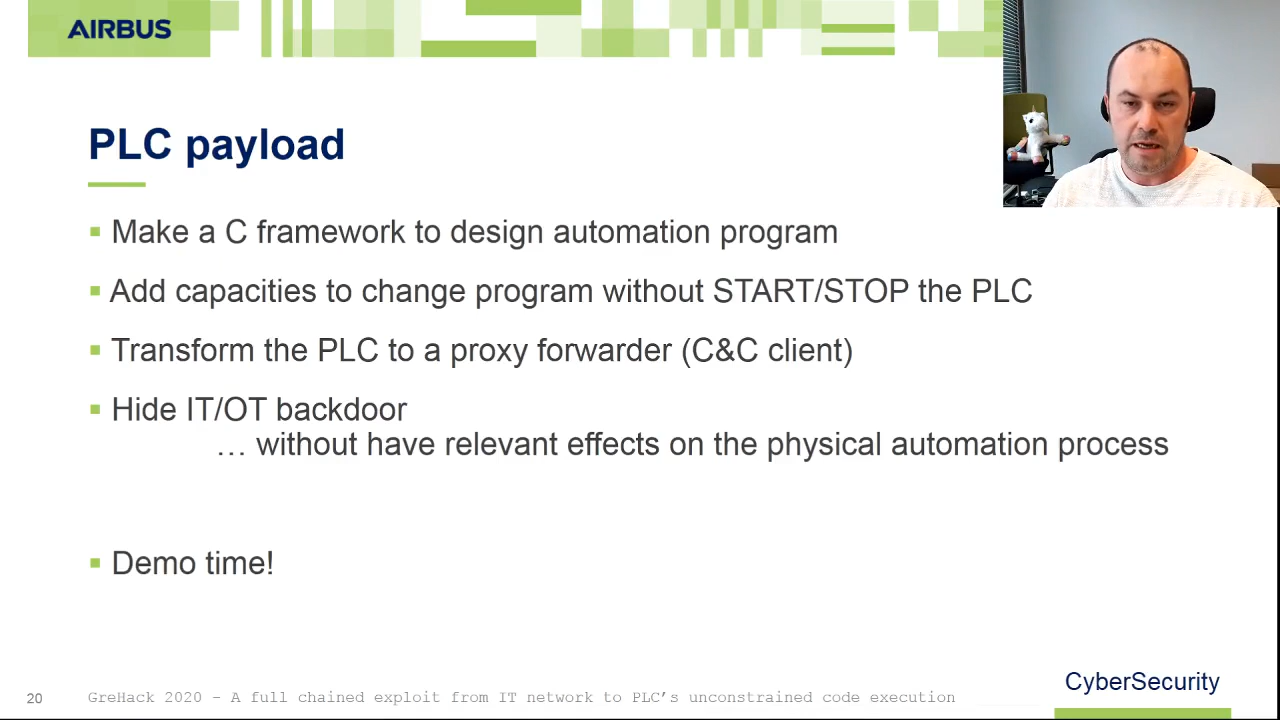 AIRBUS
PLC payload
Make a C framework to design automation program
Add capacities to change program without START/STOP the PLC
Transform the PLC to a proxy forwarder (C&C client)
Hide IT/OT backdoor
… without have relevant effects on the physical automation process
Demo time!
CyberSecurity
20
GreHack 2020 - A full chained exploit from IT network to PLC's unconstrained code execution